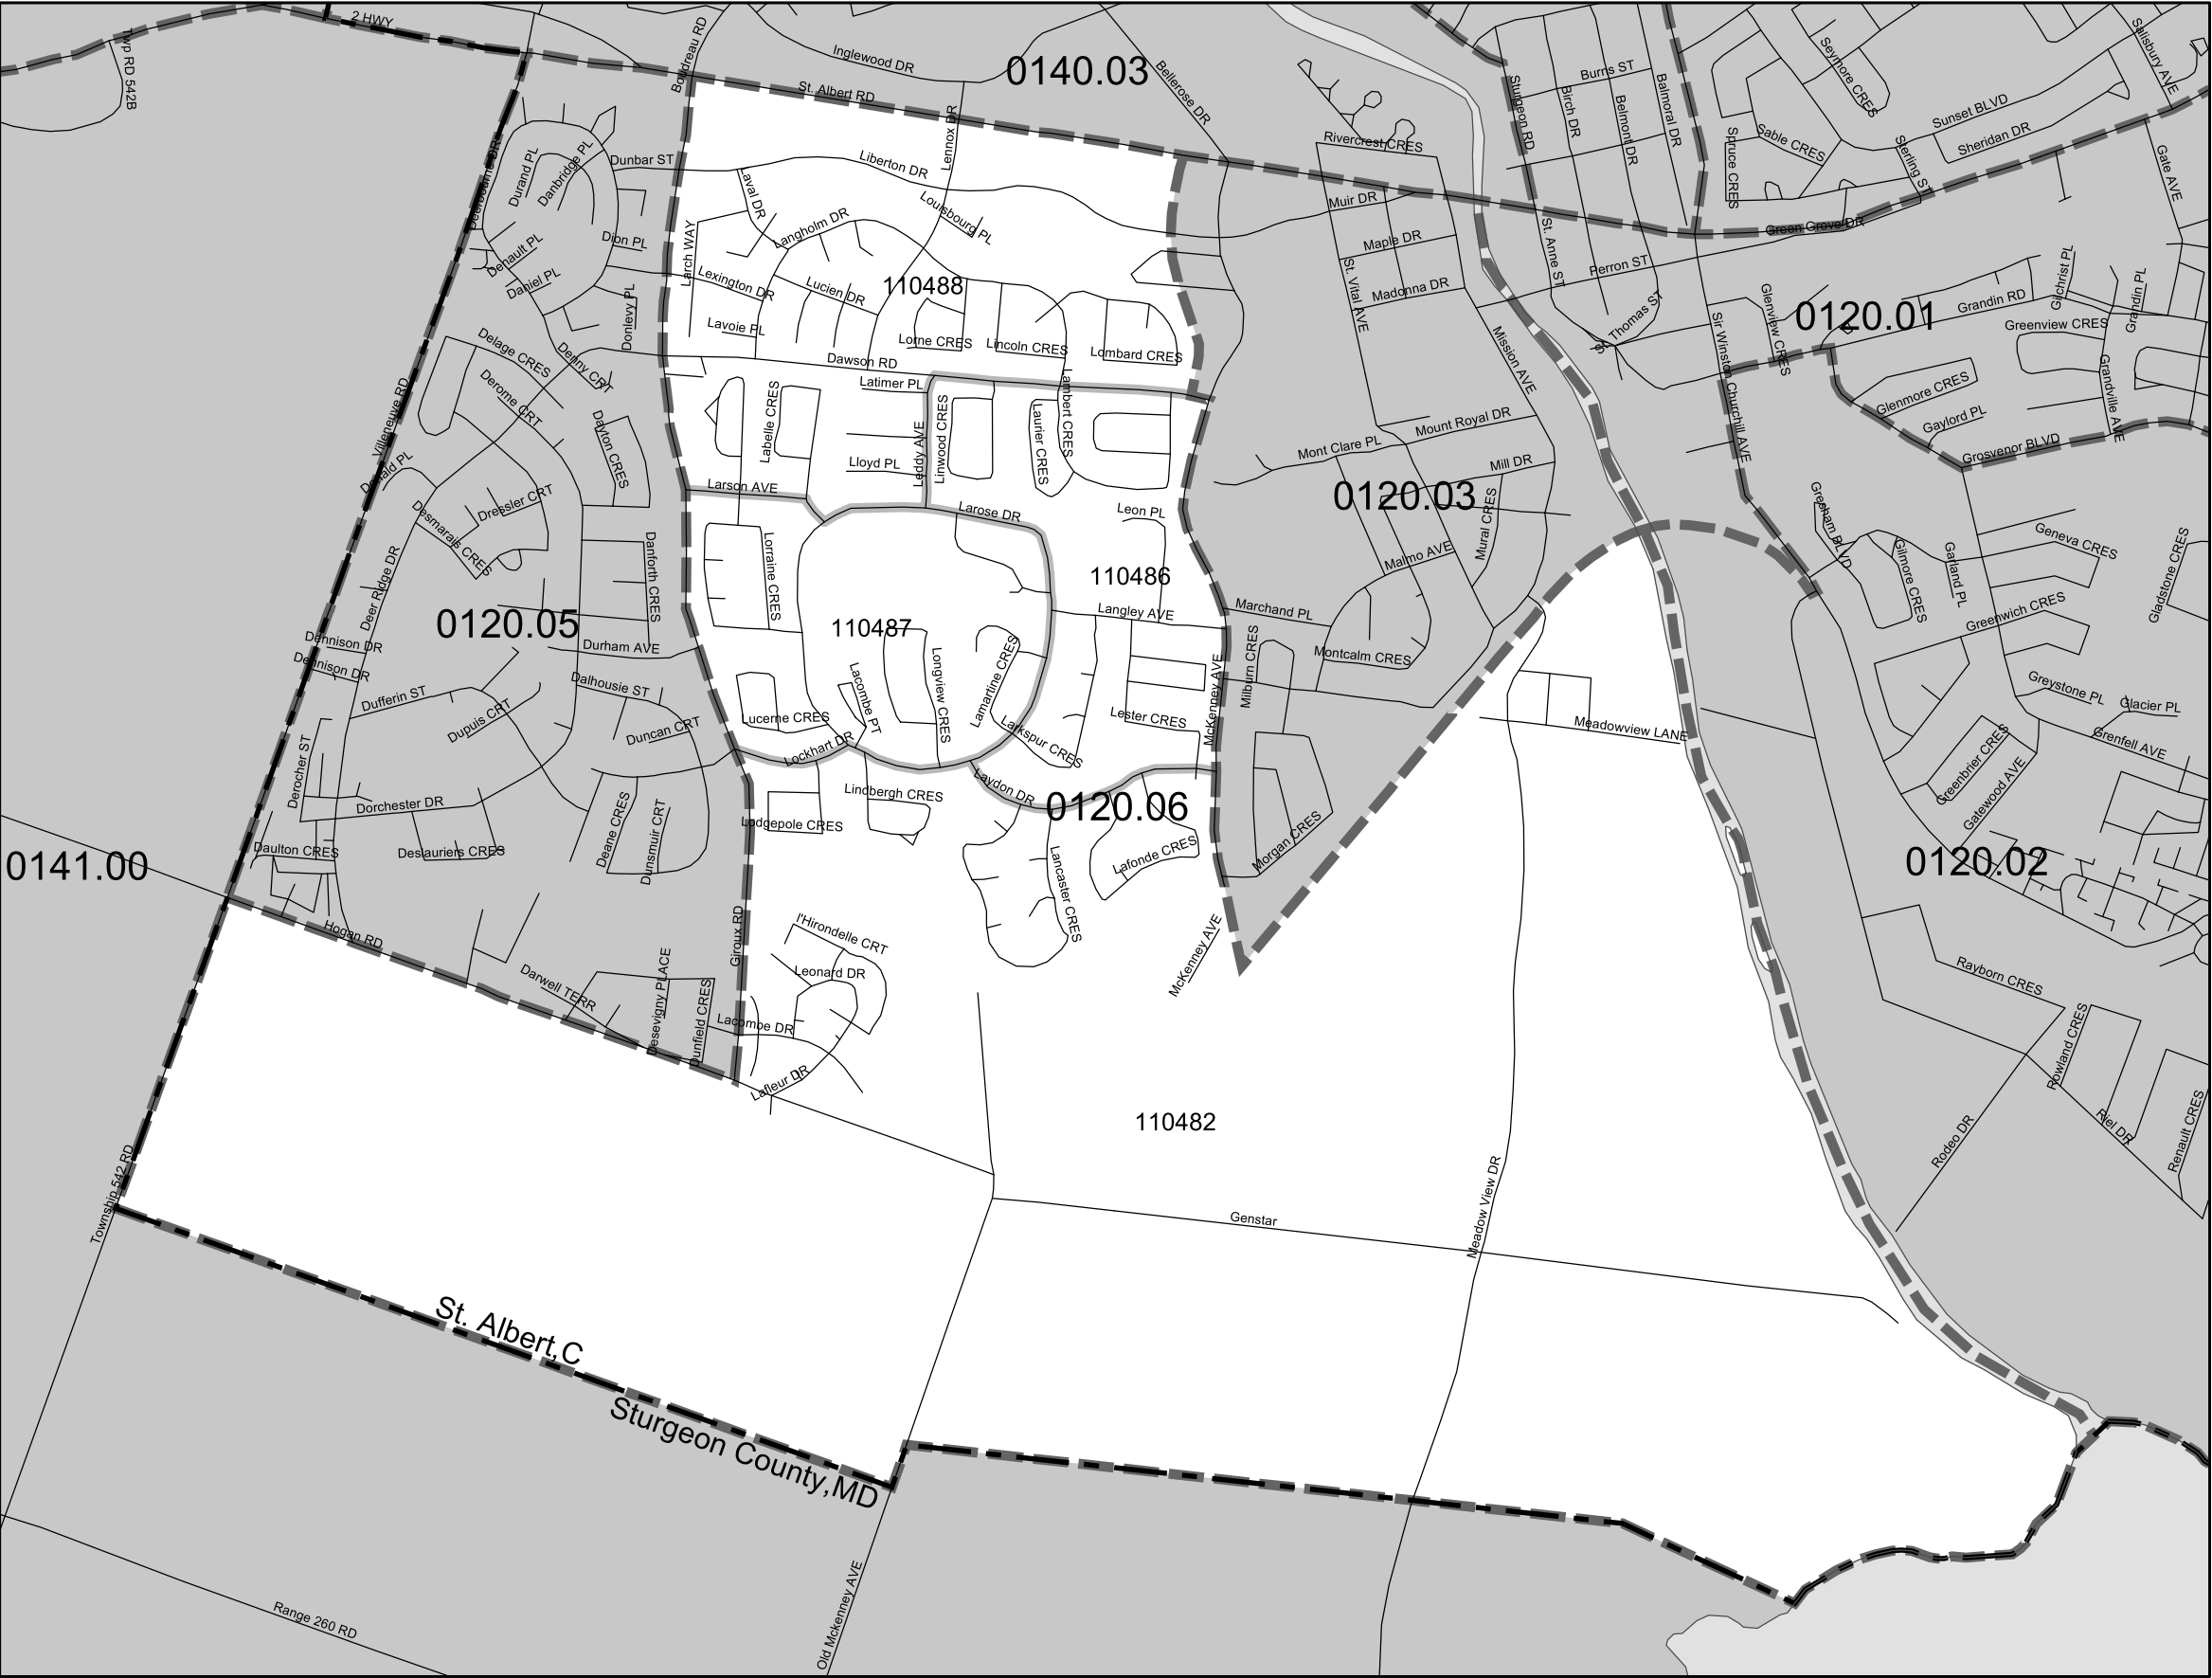 2 HWY
Twp RD 542B
Boudreau RD
Inglewood DR
0140.03
Bellerose DR
St. Albert RD
Lennox DR
Rivercrest CRES
Sturgeon RD
Burns ST
Birch DR
Belmont DR
Balmoral DR
Seymore CRES
Salisbury AVE
Sunset BLVD
Sheridan DR
Spruce CRES
Sable CRES
Sterling ST
Gate AVE
Deerbourne DR
Durand PL
Danbridge PL
Dunbar ST
Liberton DR
Laval DR
Louisbourg PL
Langholm DR
Muir DR
Maple DR
Madonna DR
St. Vital AVE
St. Anne ST
Perron ST
Green Grove DR
Denault PL
Daniel PL
Dion PL
Donlevy PL
Larch WAY
Lexington DR
Lucien DR
110488
Lavoie PL
Lorne CRES
Lincoln CRES
Lombard CRES
Mission AVE
St. Thomas ST
Sir Winston Churchill AVE
Glenview CRES
0120.01
Grandin RD
Gilchrist PL
Grandin PL
Greenview CRES
Grandville AVE
Glenmore CRES
Gaylord PL
Grosvenor BLVD
Delage CRES
Denny CRT
Derome CRT
Dayton CRES
Villeneuve RD
Donald PL
Dawson RD
Latimer PL
Labelle CRES
Leddy AVE
Linwood CRES
Laurier CRES
Lambert CRES
Lloyd PL
Mont Clare PL
Mount Royal DR
Mill DR
0120.03
Mural CRES
Malmo AVE
Dressler CRT
Desmarais CRES
Larson AVE
Larose DR
Leon PL
Gresham BLVD
Gilmore CRES
Garland PL
Geneva CRES
Gladstone CRES
Greenwich CRES
Deer Ridge DR
Danforth CRES
Lorraine CRES
110486
0120.05
Dennison DR
Dennison DR
Durham AVE
110487
Langley AVE
Marchand PL
Montcalm CRES
Milburn CRES
Dufferin ST
Dalhousie ST
Dupuis CRT
Duncan CRT
Lacombe PT
Longview CRES
Lamartine CRES
Lucerne CRES
Lockhart DR
Larkspur CRES
Lester CRES
McKenney AVE
Meadowview LANE
Greystone PL
Glacier PL
Grenfell AVE
Greenbrier CRES
Gatewood AVE
Derocher ST
Dorchester DR
Deane CRES
Dunsmuir CRT
Lindbergh CRES
Lodgepole CRES
Laydon DR
0120.06
Lafonde CRES
Lancaster CRES
Morgan CRES
0120.02
0141.00
Daulton CRES
Deslauriers CRES
Hogan RD
Giroux RD
l'Hirondelle CRT
Leonard DR
McKenney AVE
Rayborn CRES
Darwell TERR
Desevigny PLACE
Dunfield CRES
Lacombe DR
Lafleur DR
Rowland CRES
Riel DR
Renault CRES
Rodeo DR
110482
Township 542 RD
Genstar
Meadow View DR
St. Albert,C
Sturgeon County,MD
Range 260 RD
Old Mckenney AVE